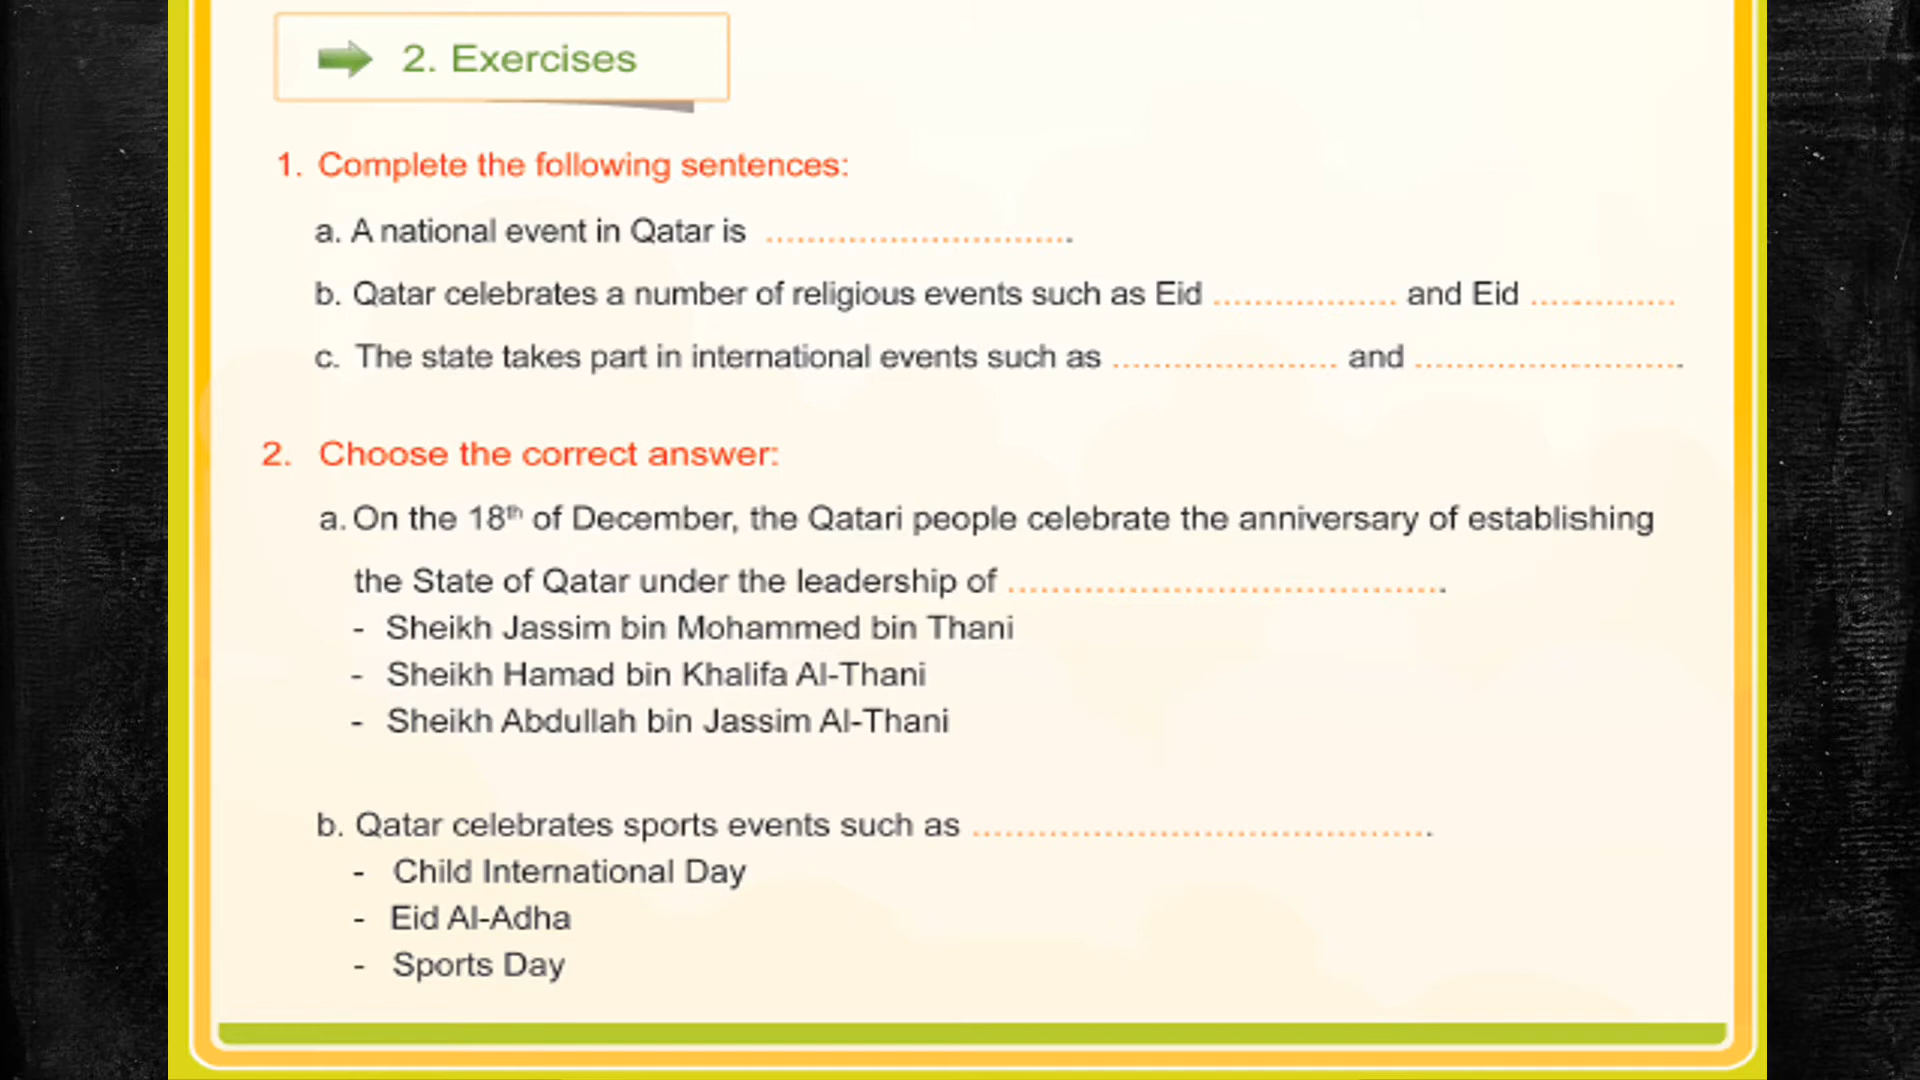 2. Exercises
1. Complete the following sentences:
a. A national event in Qatar is ..............................
b. Qatar celebrates a number of religious events such as Eid .................. and Eid ..............
c. The state takes part in international events such as ...................... and ..........................
2. Choose the correct answer:
a. On the 18th of December, the Qatari people celebrate the anniversary of establishing
the State of Qatar under the leadership of ..........................................
- Sheikh Jassim bin Mohammed bin Thani
- Sheikh Hamad bin Khalifa Al-Thani
- Sheikh Abdullah bin Jassim Al-Thani
b. Qatar celebrates sports events such as .............................................
- Child International Day
- Eid Al-Adha
- Sports Day